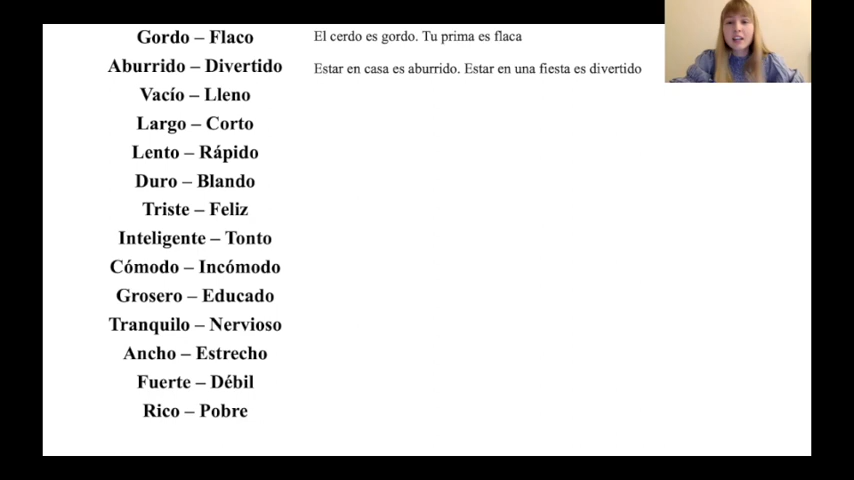 Gordo – Flaco
El cerdo es gordo. Tu prima es flaca
Aburrido – Divertido
Estar en casa es aburrido. Estar en una fiesta es divertido
Vacío – Lleno
Largo – Corto
Lento – Rápido
Duro – Blando
Triste – Feliz
Inteligente – Tonto
Cómodo – Incómodo
Grosero – Educado
Tranquilo – Nervioso
Ancho – Estrecho
Fuerte – Débil
Rico – Pobre